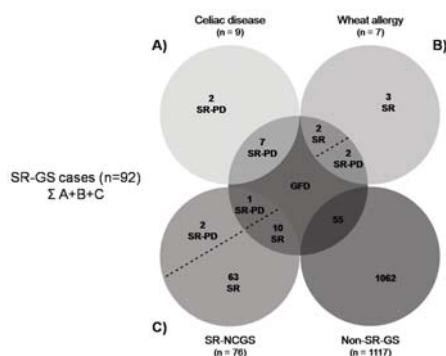 Celiac disease
(n = 9)
Wheat allergy
(n = 7)
A)
B)
2
SR-PD
3
SR
7
SR-PD
2
SR
2
SR-PD
SR-GS cases (n=92)
Σ A+B+C
GFD
1
SR-PD
2
SR-PD
10
SR
55
63
SR
1062
C)
SR-NCGS
(n = 76)
Non-SR-GS
(n = 1117)